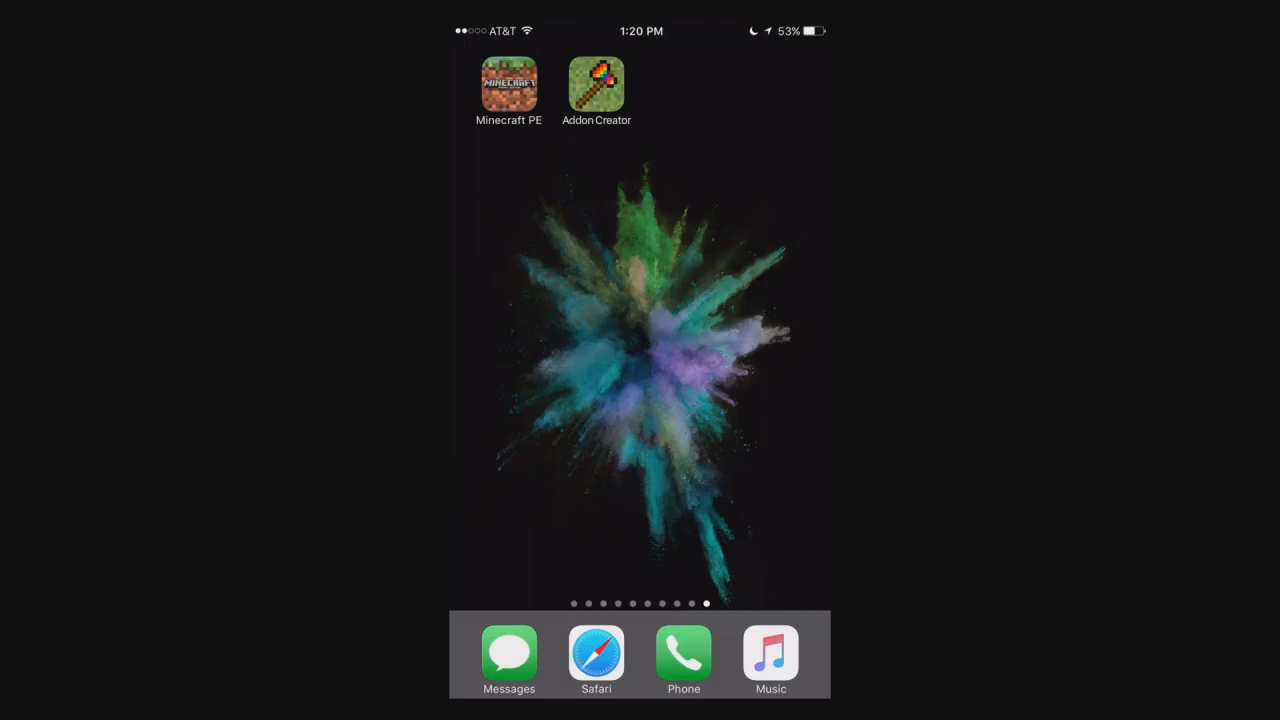 AT&T 1:20 PM 53%
MINECRAFT
Minecraft PE Addon Creator
Messages Safari Phone Music